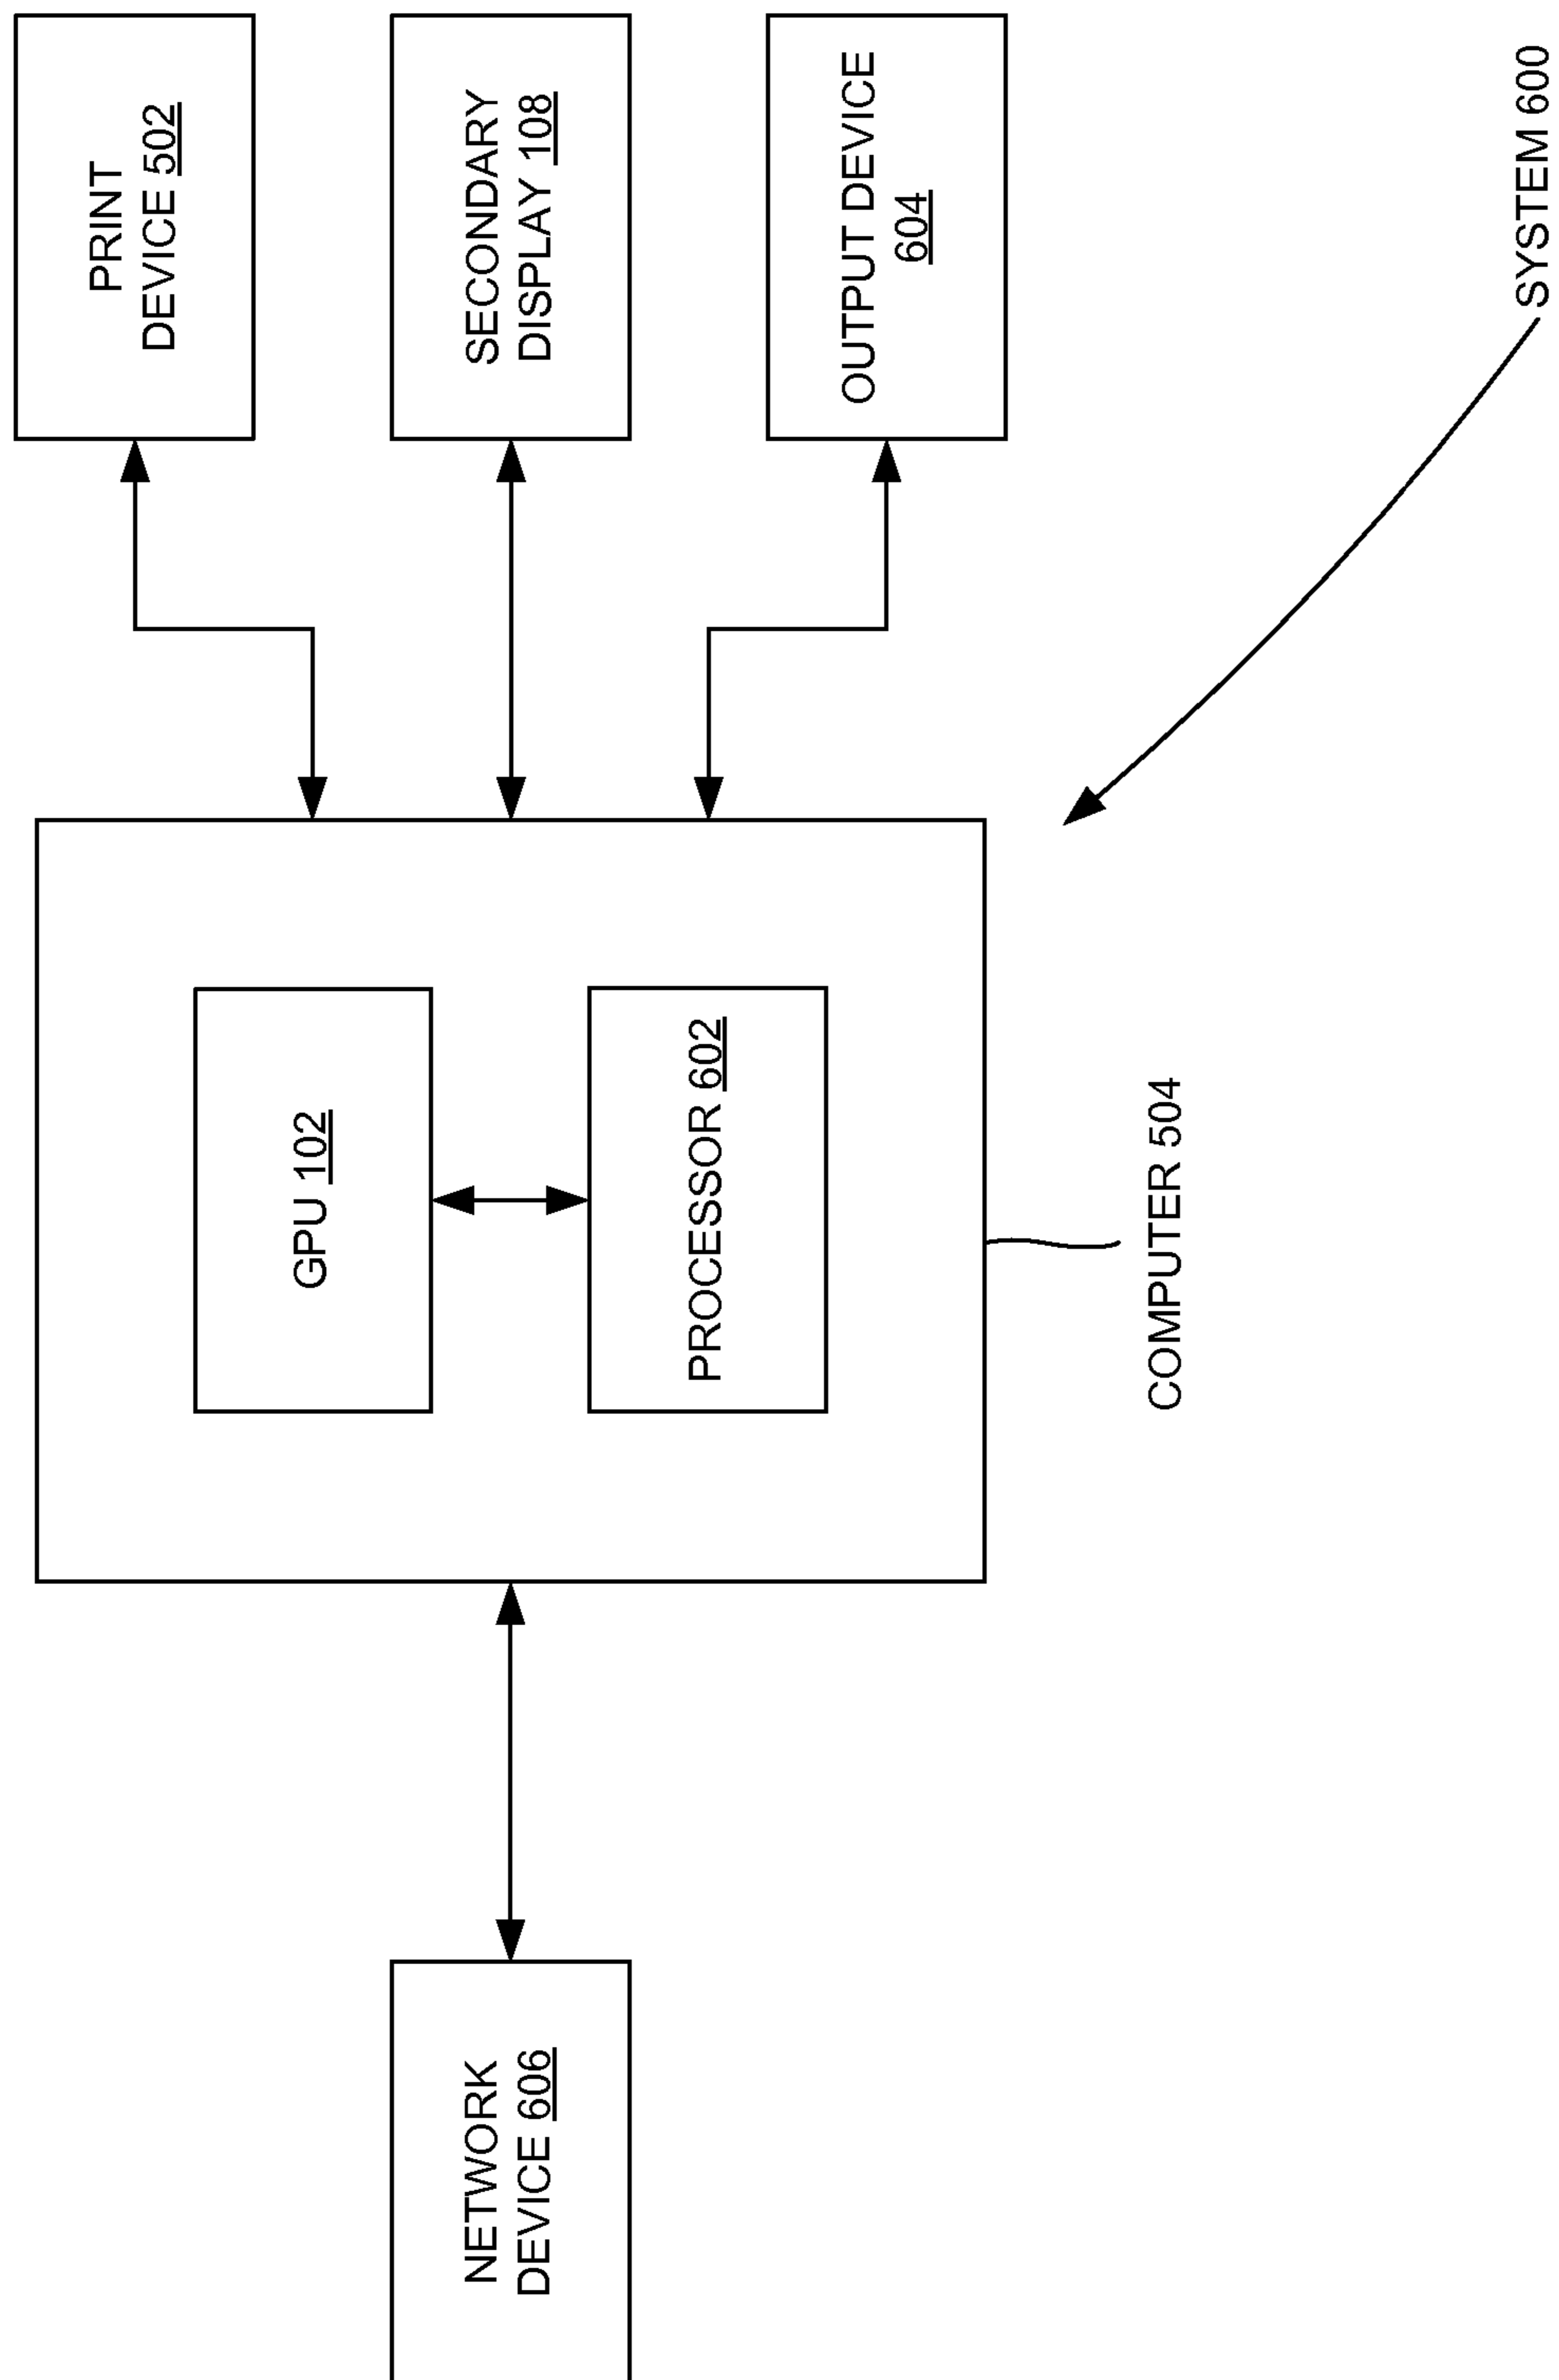 PRINT
DEVICE 502
SECONDARY
DISPLAY 108
OUTPUT DEVICE
604
GPU 102
PROCESSOR 602
NETWORK
DEVICE 606
COMPUTER 504
SYSTEM 600